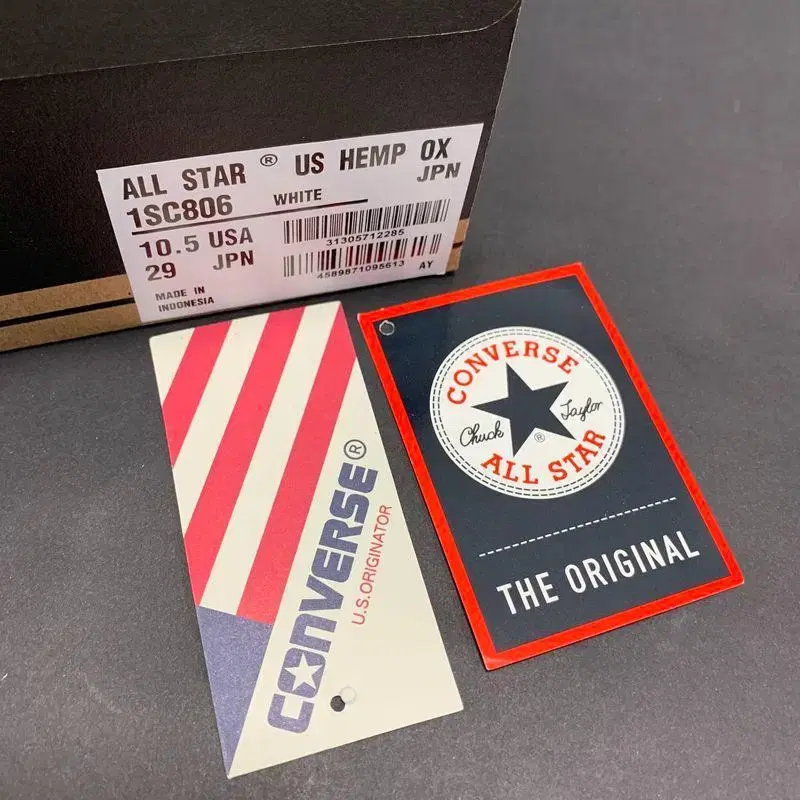 ALL STAR ® US HEMP OX
JPN
1SC806 WHITE
10.5 USA
29 JPN
31305712285
4589871095613 AY
MADE IN
INDONESIA
CONVERSE®
U.S.ORIGINATOR
CONVERSE
Chuck Taylor
®
ALL STAR
THE ORIGINAL